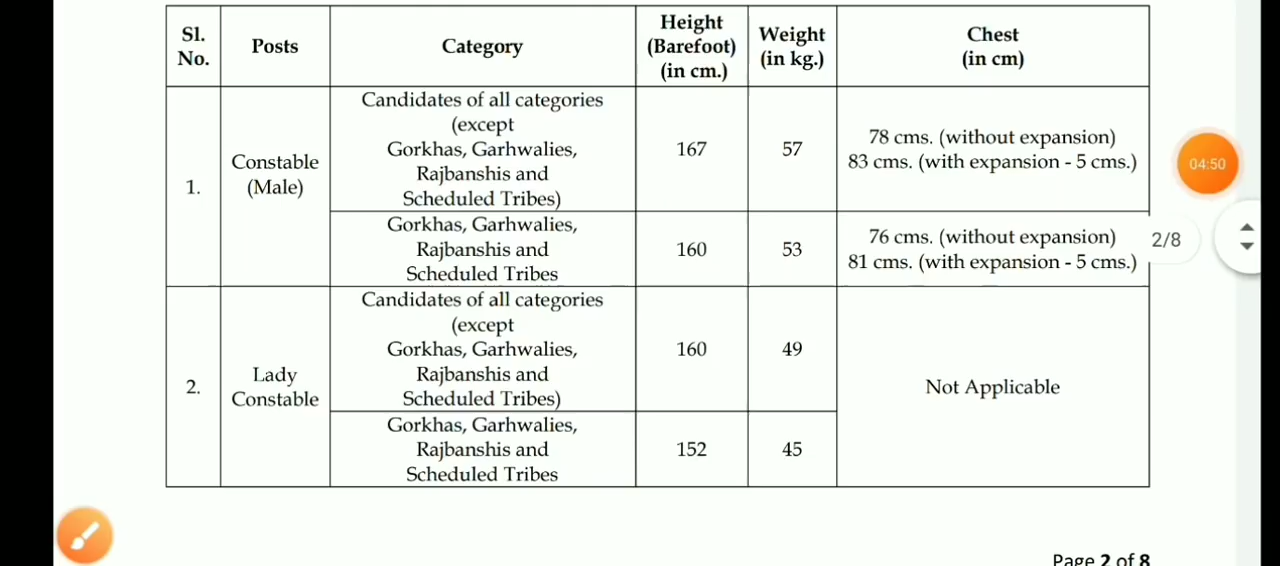 Sl.
No.
Posts
Category
Height
(Barefoot)
(in cm.)
Weight
(in kg.)
Chest
(in cm)
1.
Constable
(Male)
Candidates of all categories
(except
Gorkhas, Garhwalies,
Rajbanshis and
Scheduled Tribes)
167
57
78 cms. (without expansion)
83 cms. (with expansion - 5 cms.)
Gorkhas, Garhwalies,
Rajbanshis and
Scheduled Tribes
160
53
76 cms. (without expansion)
81 cms. (with expansion - 5 cms.)
2.
Lady
Constable
Candidates of all categories
(except
Gorkhas, Garhwalies,
Rajbanshis and
Scheduled Tribes)
160
49
Not Applicable
Gorkhas, Garhwalies,
Rajbanshis and
Scheduled Tribes
152
45
04:50
2/8
Page 2 of 8